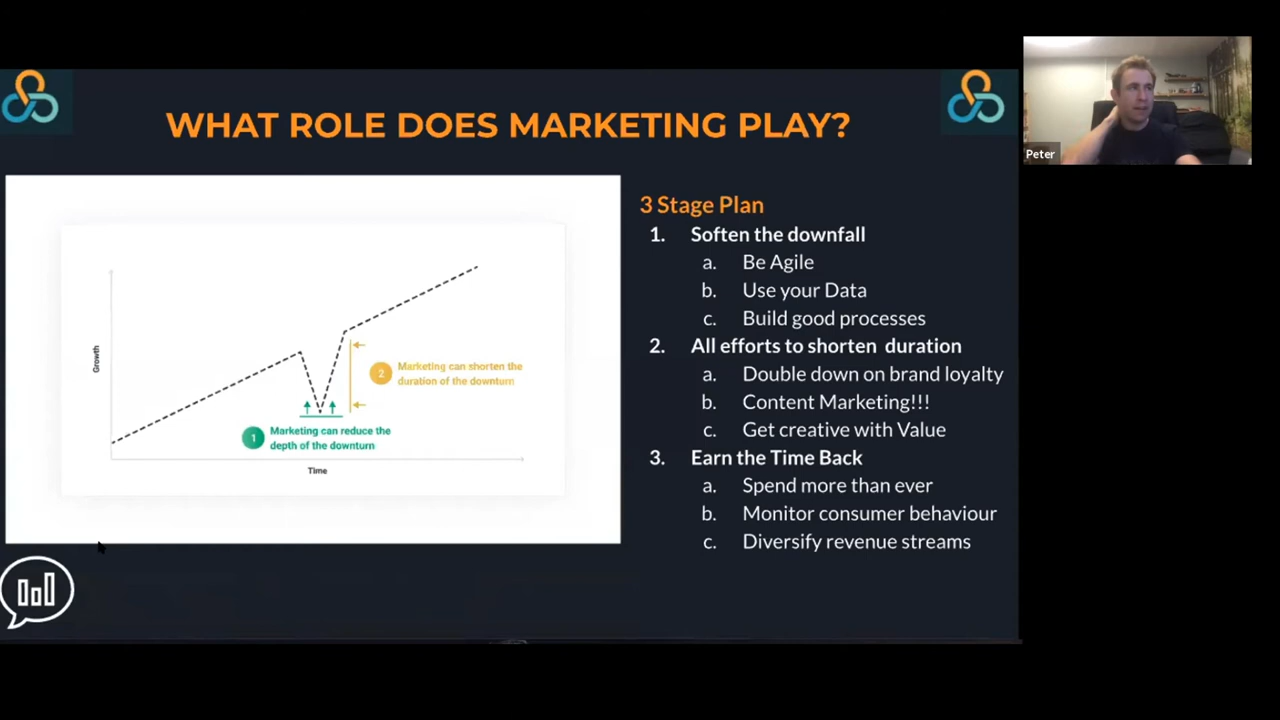 WHAT ROLE DOES MARKETING PLAY?
Peter
Growth
2 Marketing can shorten the
duration of the downturn
1 Marketing can reduce the
depth of the downturn
Time
3 Stage Plan
1. Soften the downfall
a. Be Agile
b. Use your Data
c. Build good processes
2. All efforts to shorten duration
a. Double down on brand loyalty
b. Content Marketing!!!
c. Get creative with Value
3. Earn the Time Back
a. Spend more than ever
b. Monitor consumer behaviour
c. Diversify revenue streams